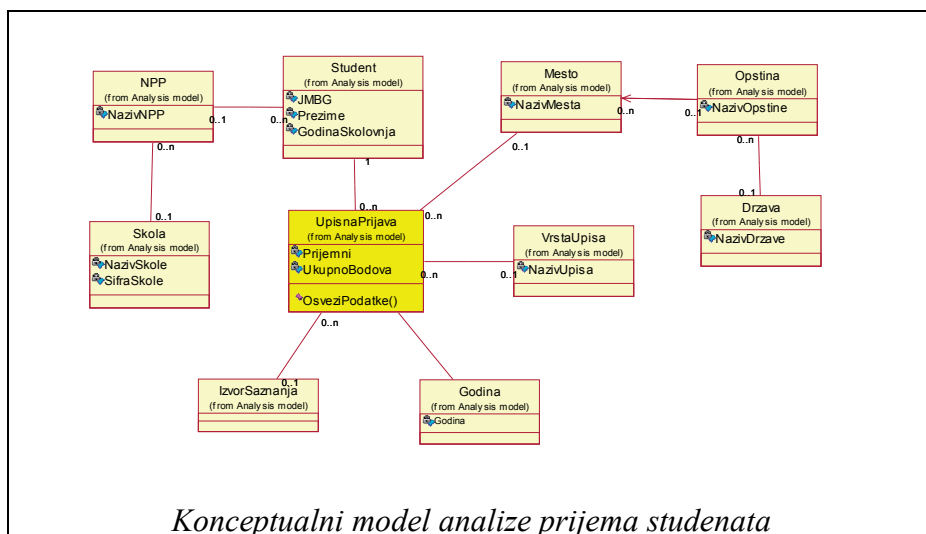 NPP
(from Analysis model)
NazivNPP
Student
(from Analysis model)
JMBG
Prezime
GodinaSkolovnja
Mesto
(from Analysis model)
NazivMesta
Opstina
(from Analysis model)
NazivOpstine
0..1
0..n
0..n
0..1
0..n
0..1
0..n
1
0..n
0..1
0..n
0..n
0..1
Skola
(from Analysis model)
NazivSkole
SifraSkole
UpisnaPrijava
(from Analysis model)
Prijemni
UkupnoBodova
OsveziPodatke()
VrstaUpisa
(from Analysis model)
NazivUpisa
Drzava
(from Analysis model)
NazivDrzave
0..n
0..1
0..n
0..1
IzvorSaznanja
(from Analysis model)
Godina
(from Analysis model)
Godina
Konceptualni model analize prijema studenata